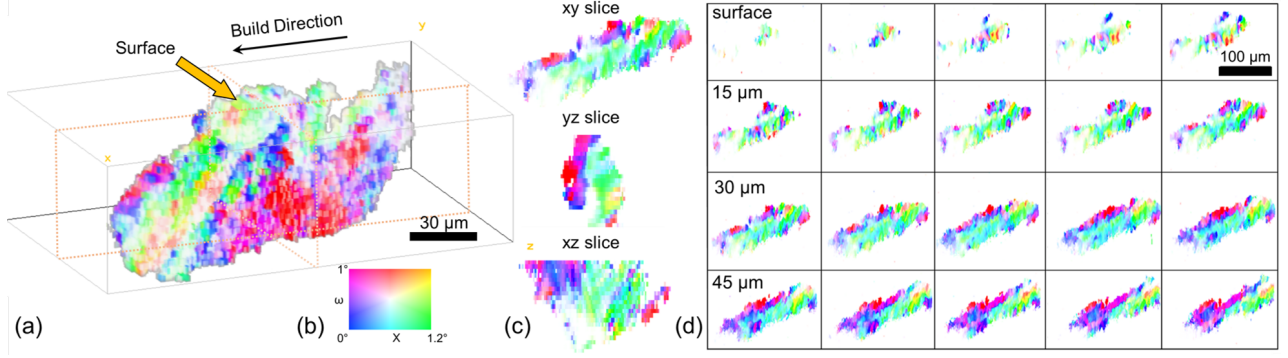 Build Direction
y
Surface
x
30 µm
z
1°
ω
0°
X
1.2°
(a)
(b)
xy slice
yz slice
xz slice
(c)
surface
100 µm
15 µm
30 µm
45 µm
(d)